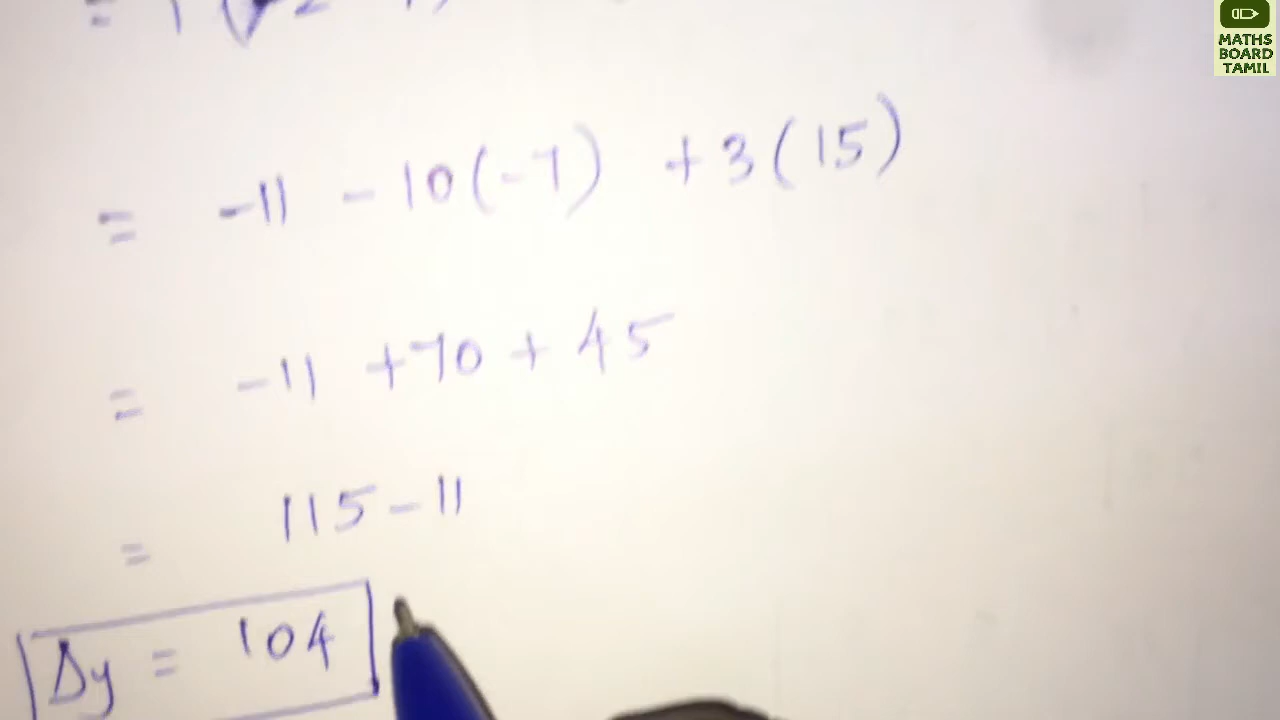 MATHS
BOARD
TAMIL
= -11 - 10(-7) + 3(15)
= -11 + 70 + 45
= 115 - 11
Δy = 104